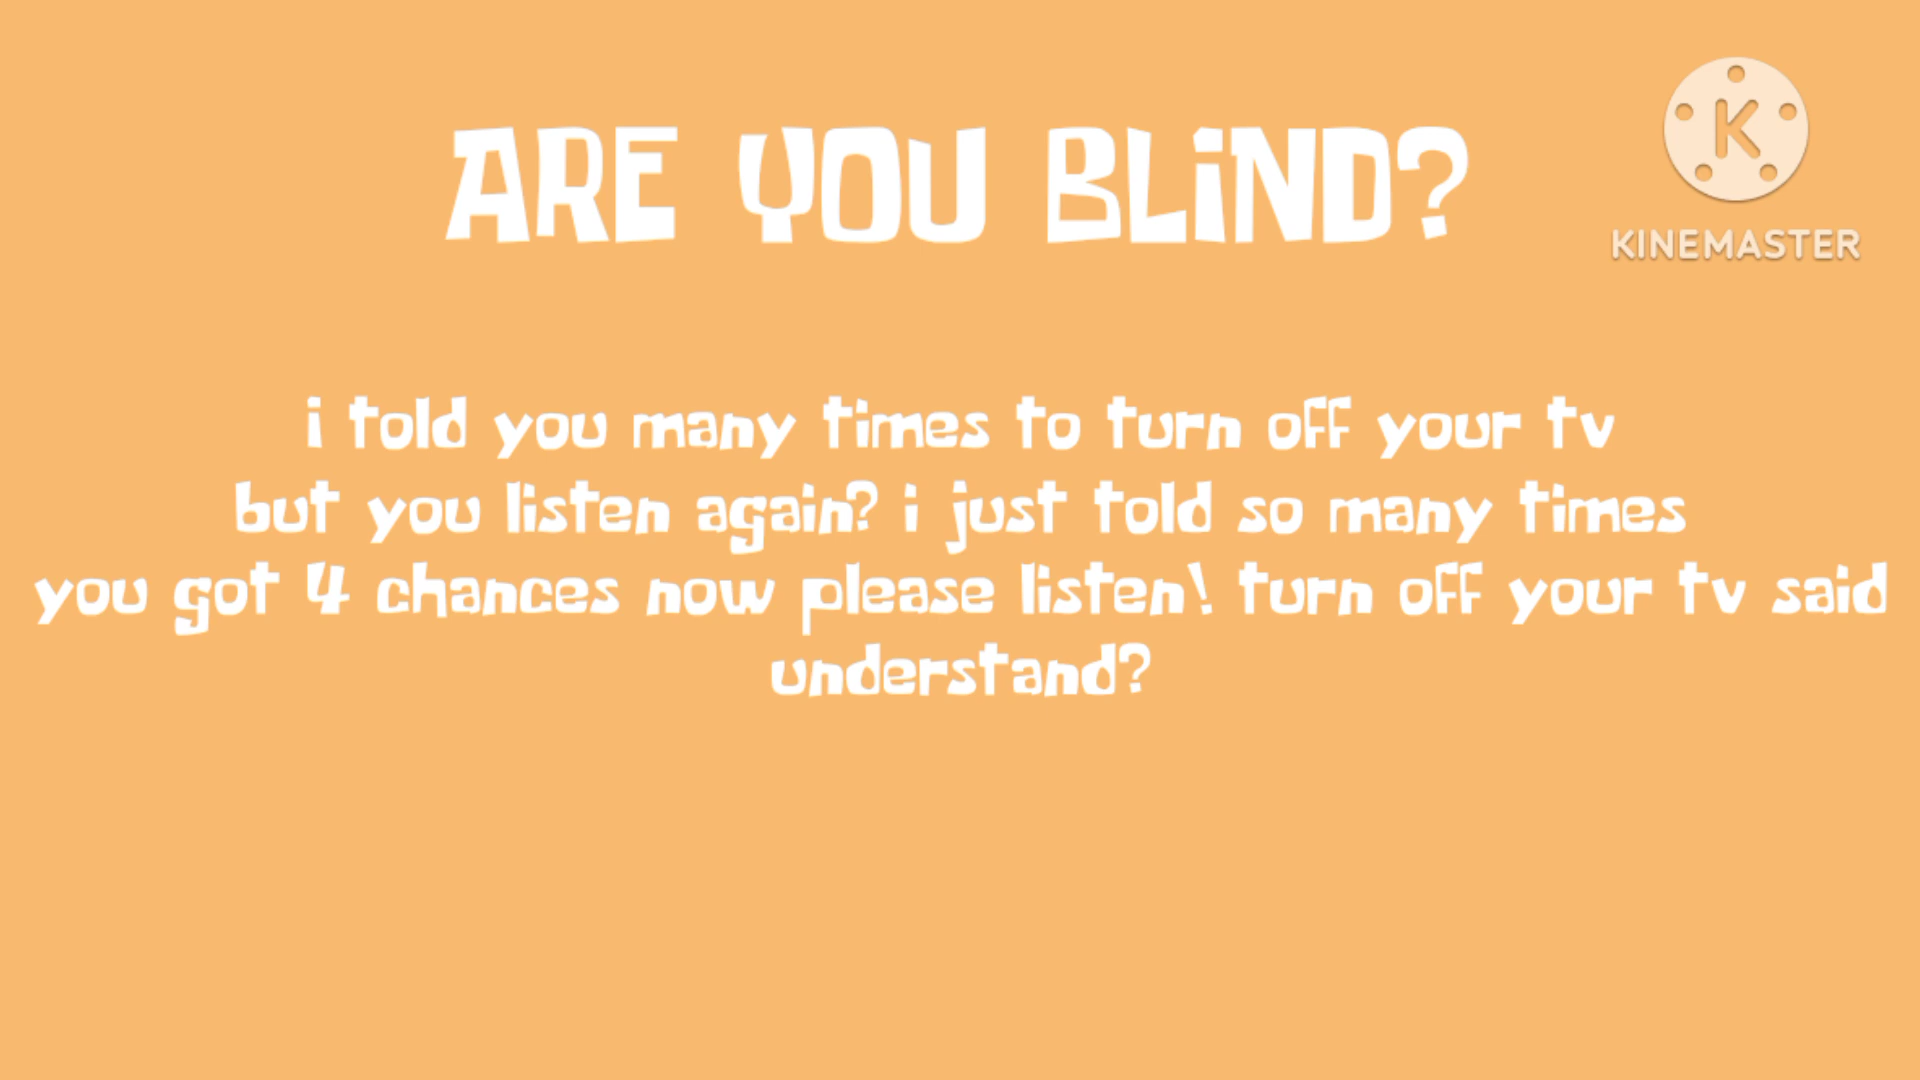 ARE YOU BLiND?
K
KINEMASTER
i told you many times to turn off your tv
but you listen again? i just told so many times
you got 4 chances now please listen! turn off your tv said
understand?